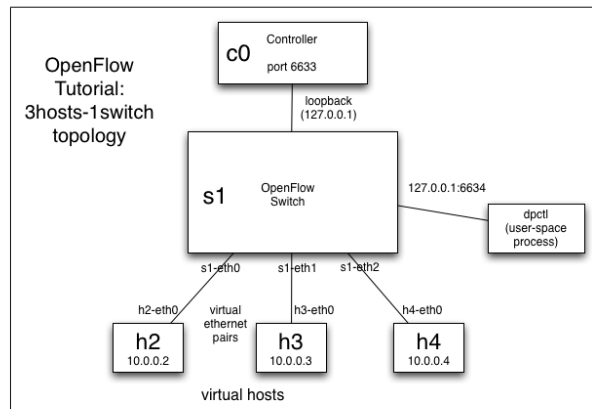 OpenFlow
Tutorial:
3hosts-1switch
topology
c0
Controller
port 6633
loopback
(127.0.0.1)
s1
OpenFlow
Switch
127.0.0.1:6634
dpctl
(user-space
process)
s1-eth0
s1-eth1
s1-eth2
h2-eth0
virtual
ethernet
pairs
h3-eth0
h4-eth0
h2
10.0.0.2
h3
10.0.0.3
h4
10.0.0.4
virtual hosts